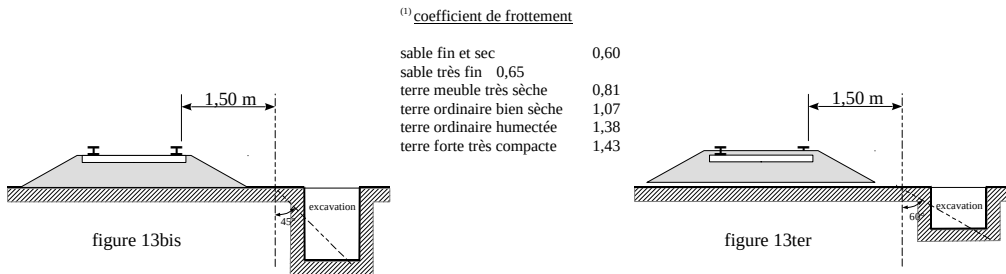 (1) coefficient de frottement
sable fin et sec 0,60
sable très fin 0,65
terre meuble très sèche 0,81
terre ordinaire bien sèche 1,07
terre ordinaire humectée 1,38
terre forte très compacte 1,43
1,50 m
excavation
45°
figure 13bis
1,50 m
excavation
60°
figure 13ter